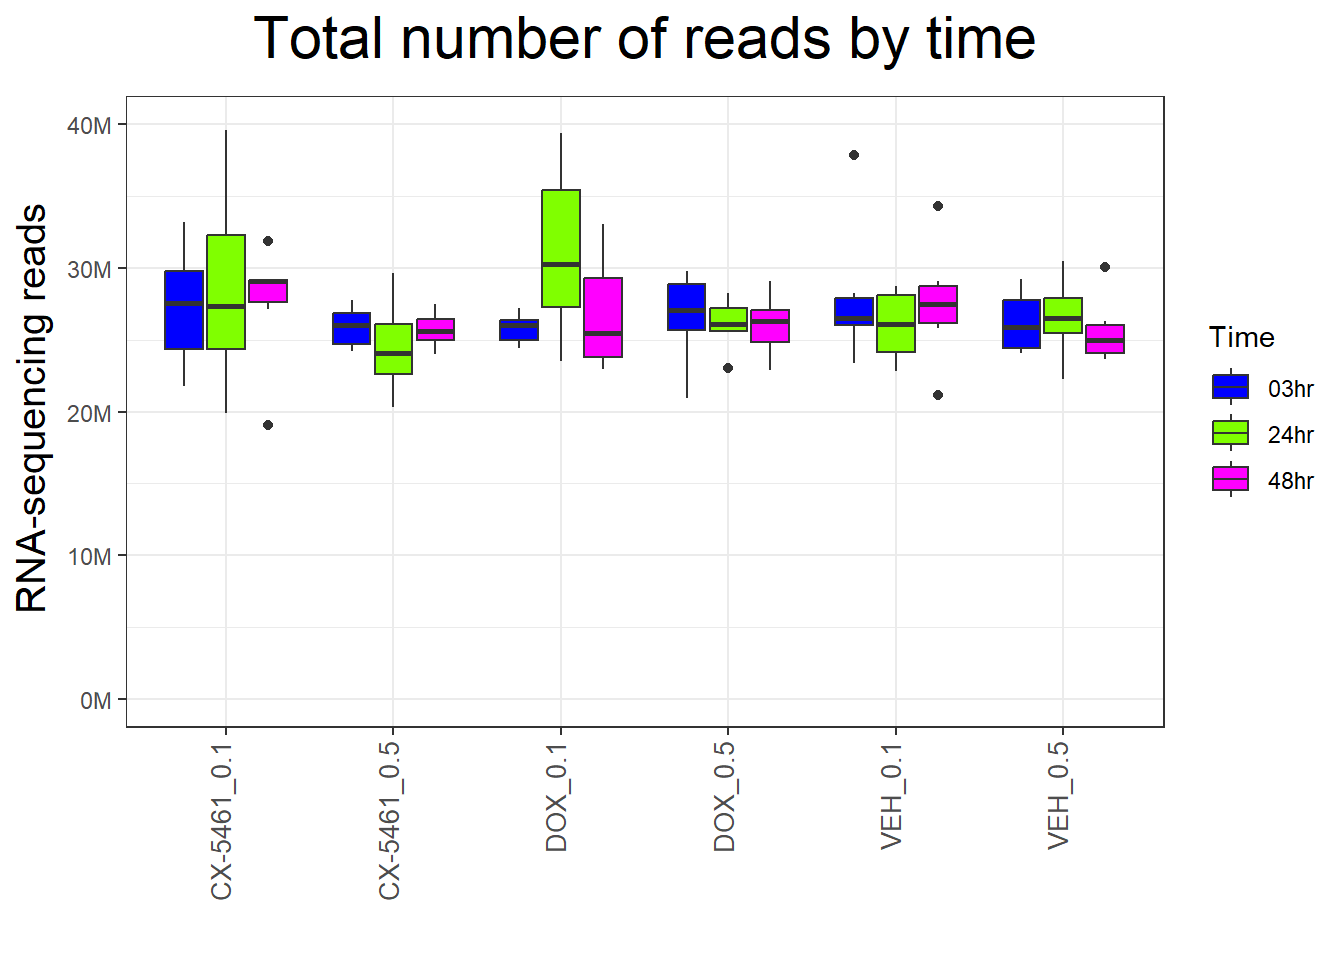 Total number of reads by time
RNA-sequencing reads
40M
30M
20M
10M
0M
CX-5461_0.1
CX-5461_0.5
DOX_0.1
DOX_0.5
VEH_0.1
VEH_0.5
Time
03hr
24hr
48hr